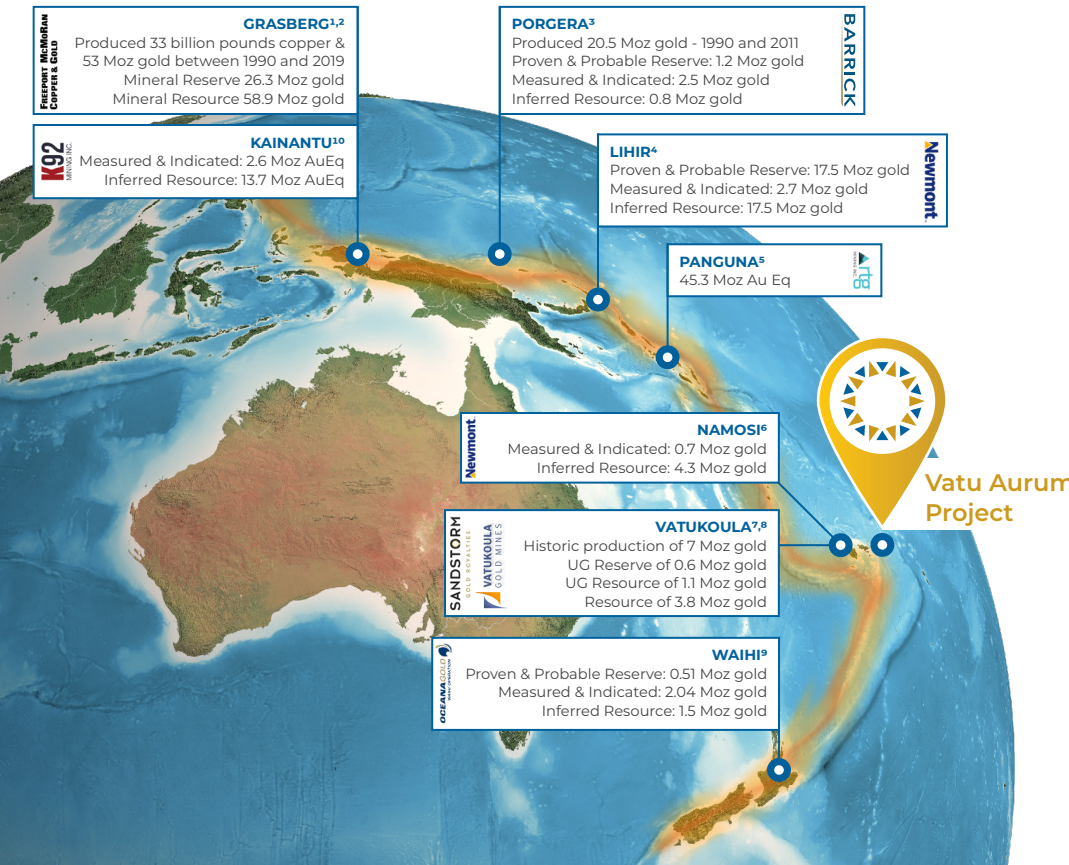 FREEPORT MCMORAN
COPPER & GOLD
GRASBERG¹,²
Produced 33 billion pounds copper &
53 Moz gold between 1990 and 2019
Mineral Reserve 26.3 Moz gold
Mineral Resource 58.9 Moz gold
PORGERA³
Produced 20.5 Moz gold - 1990 and 2011
Proven & Probable Reserve: 1.2 Moz gold
Measured & Indicated: 2.5 Moz gold
Inferred Resource: 0.8 Moz gold
BARRICK
K92
MINING INC.
KAINANTU¹⁰
Measured & Indicated: 2.6 Moz AuEq
Inferred Resource: 13.7 Moz AuEq
LIHIR⁴
Proven & Probable Reserve: 17.5 Moz gold
Measured & Indicated: 2.7 Moz gold
Inferred Resource: 17.5 Moz gold
Newmont
PANGUNA⁵
45.3 Moz Au Eq
rtg
Newmont
NAMOSI⁶
Measured & Indicated: 0.7 Moz gold
Inferred Resource: 4.3 Moz gold
Vatu Aurum
Project
SANDSTORM
GOLD ROYALTIES
VATUKOULA
GOLD MINES
VATUKOULA⁷,⁸
Historic production of 7 Moz gold
UG Reserve of 0.6 Moz gold
UG Resource of 1.1 Moz gold
Resource of 3.8 Moz gold
OCEANAGOLD
WAIHI⁹
Proven & Probable Reserve: 0.51 Moz gold
Measured & Indicated: 2.04 Moz gold
Inferred Resource: 1.5 Moz gold